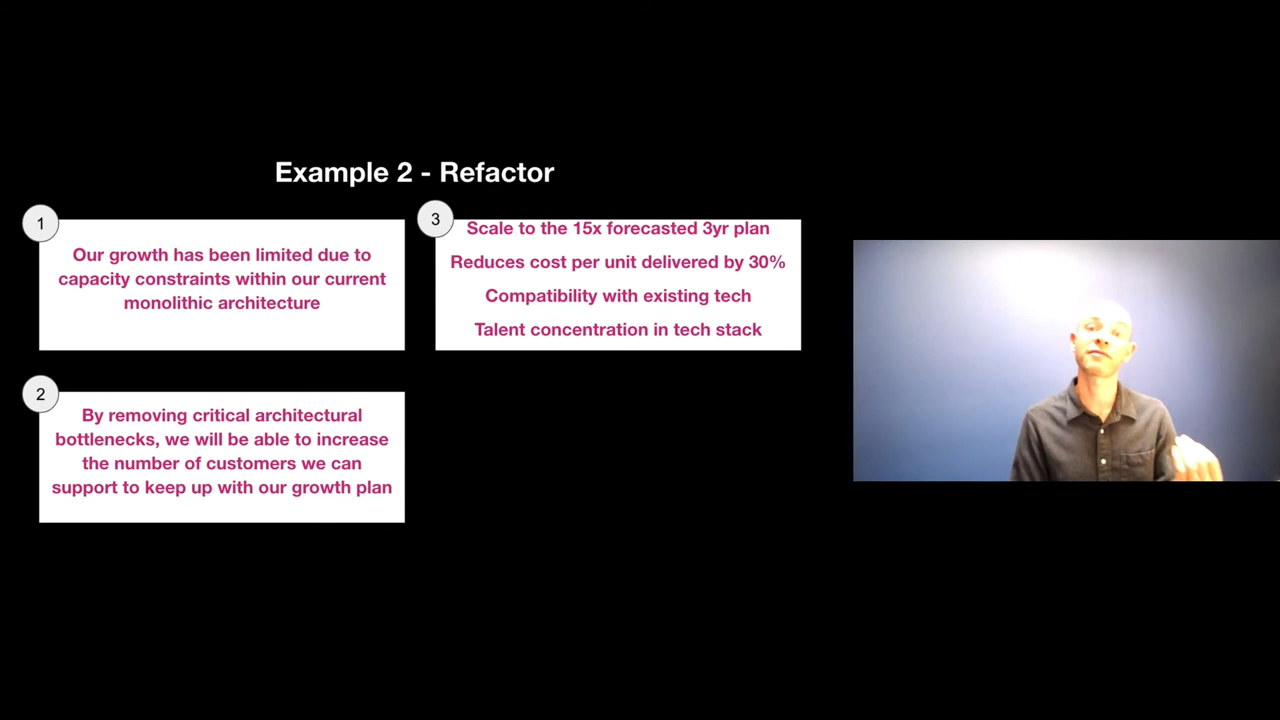 Example 2 - Refactor
1
Our growth has been limited due to
capacity constraints within our current
monolithic architecture
2
By removing critical architectural
bottlenecks, we will be able to increase
the number of customers we can
support to keep up with our growth plan
3
Scale to the 15x forecasted 3yr plan
Reduces cost per unit delivered by 30%
Compatibility with existing tech
Talent concentration in tech stack